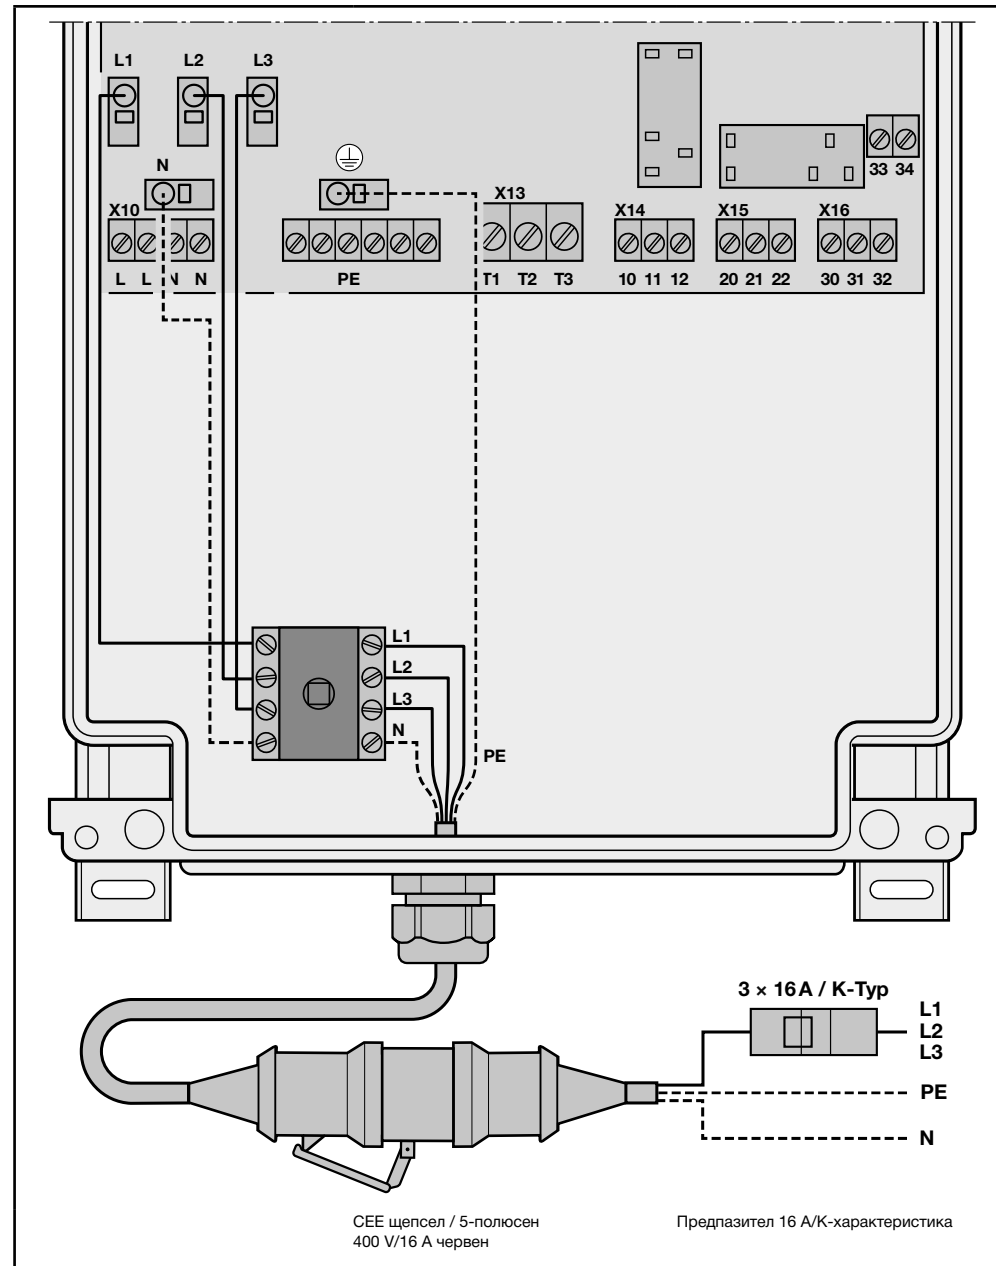 L1 L2 L3
N
X10 X13 X14 X15 X16
33 34
L L N N PE T1 T2 T3 10 11 12 20 21 22 30 31 32
L1
L2
L3
N
PE
3 × 16 A / K-Typ
L1
L2
L3
PE
N
CEE щепсел / 5-полюсен
400 V/16 A червен
Предпазител 16 A/K-характеристика